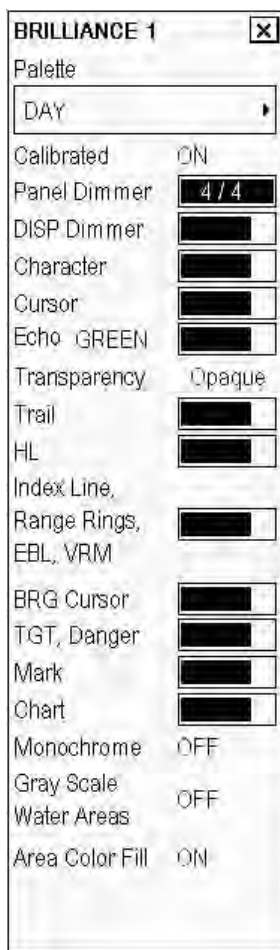 BRILLIANCE 1
Palette
DAY
Calibrated ON
Panel Dimmer 4/4
DISP Dimmer
Character
Cursor
Echo GREEN
Transparency Opaque
Trail
HL
Index Line,
Range Rings,
EBL, VRM
BRG Cursor
TGT, Danger
Mark
Chart
Monochrome OFF
Gray Scale
Water Areas OFF
Area Color Fill ON